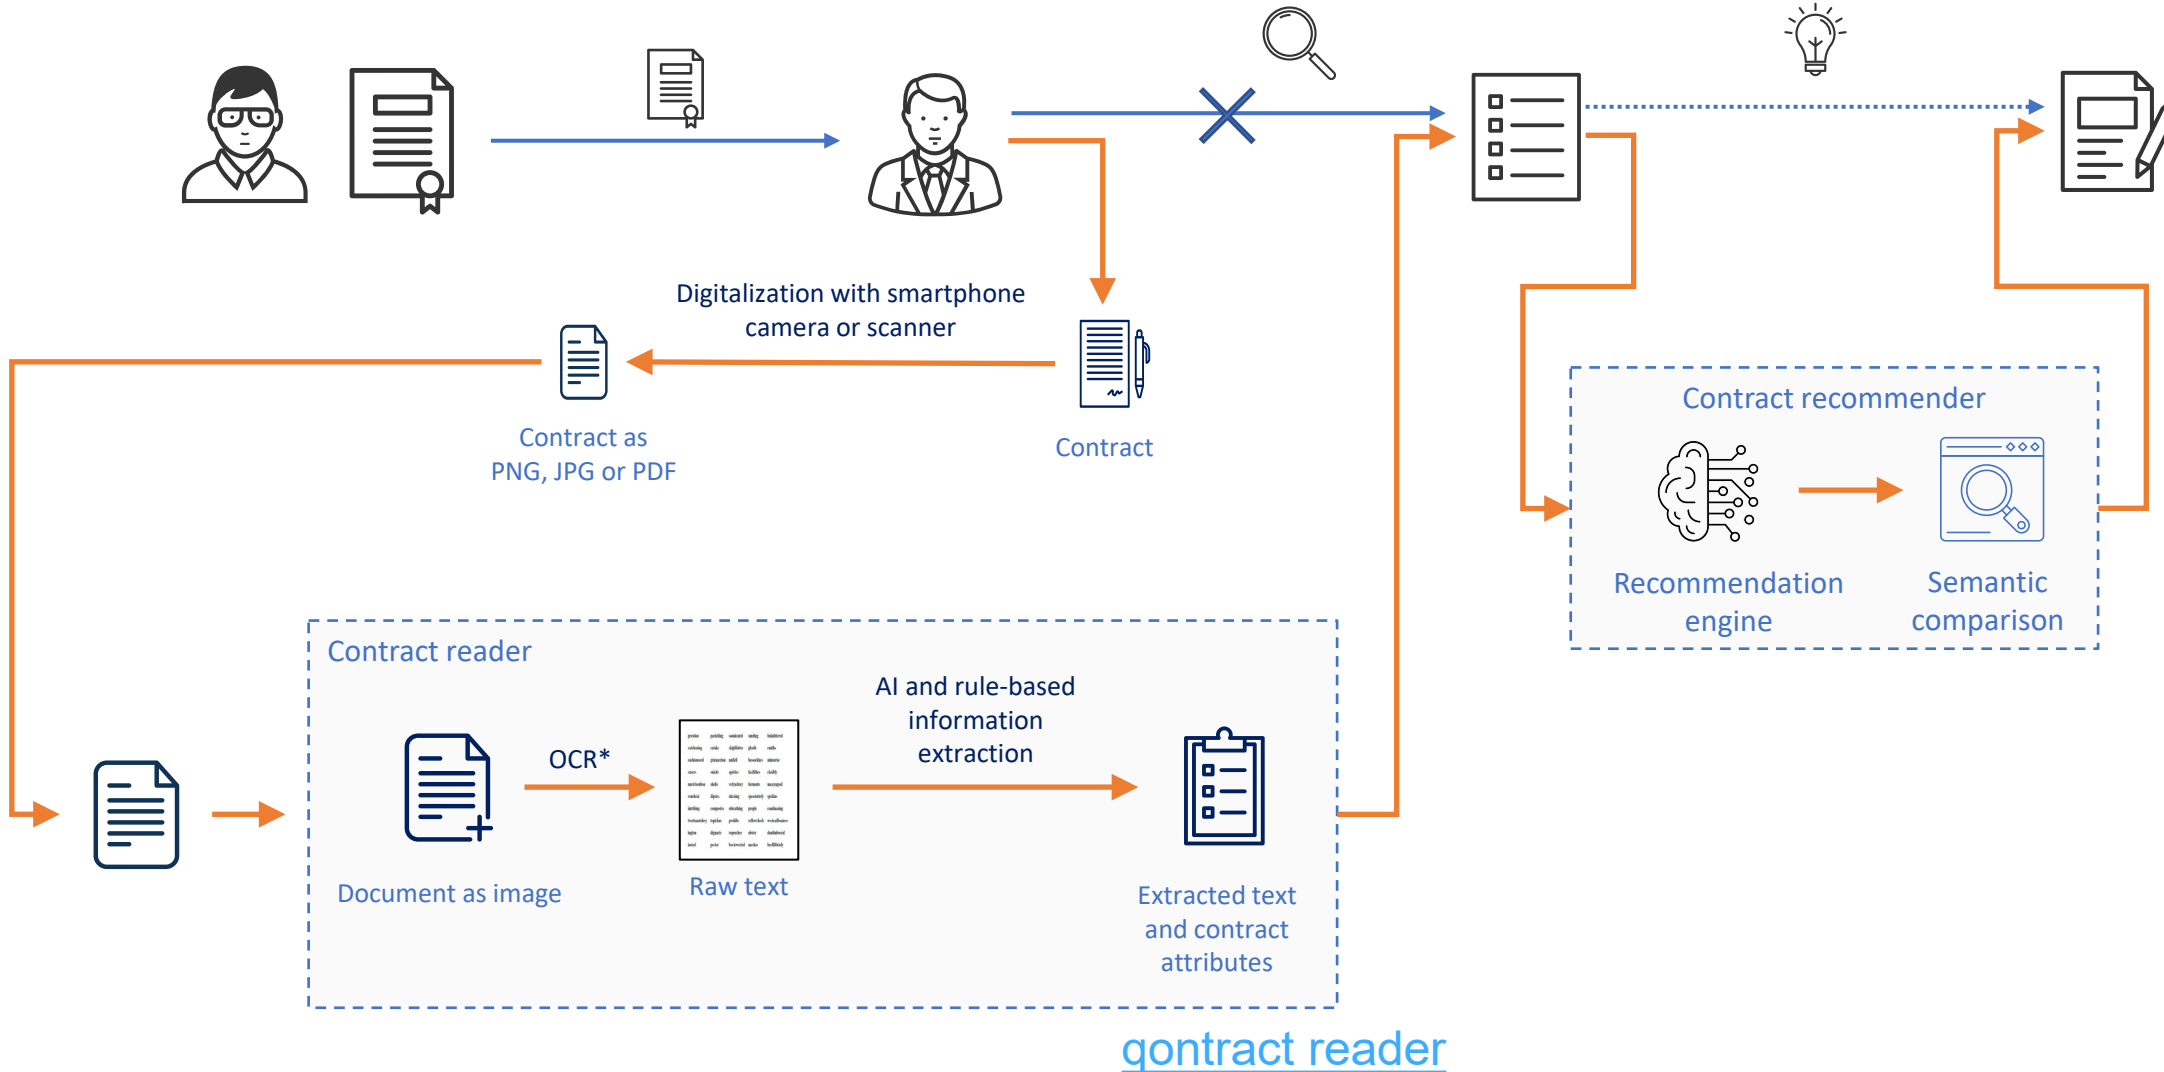 Digitalization with smartphone
camera or scanner
Contract as
PNG, JPG or PDF
Contract
Contract recommender
Recommendation
engine
Semantic
comparison
Contract reader
OCR*
AI and rule-based
information
extraction
Document as image
Raw text
Extracted text
and contract
attributes
qontract reader